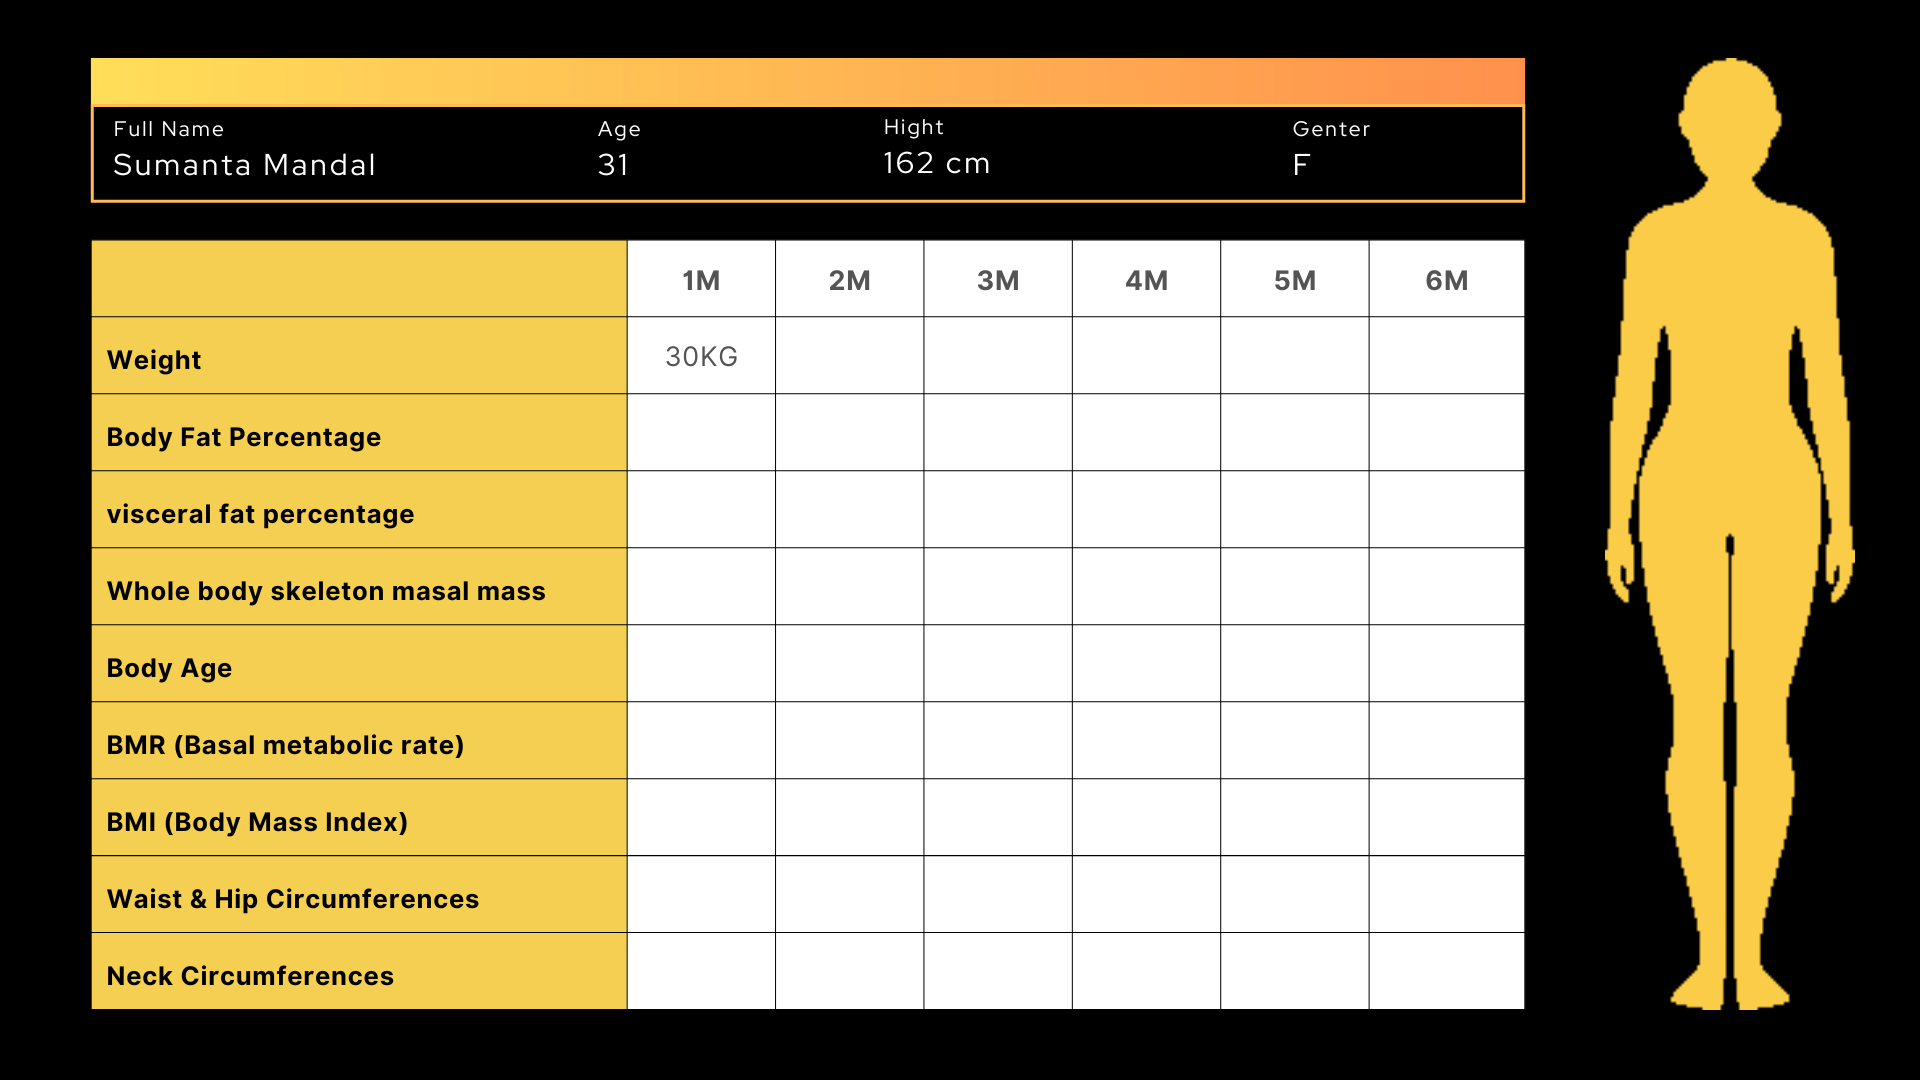 Full Name
Age
Hight
Genter
Sumanta Mandal
31
162 cm
F
1M
2M
3M
4M
5M
6M
Weight
30KG
Body Fat Percentage
visceral fat percentage
Whole body skeleton masal mass
Body Age
BMR (Basal metabolic rate)
BMI (Body Mass Index)
Waist & Hip Circumferences
Neck Circumferences